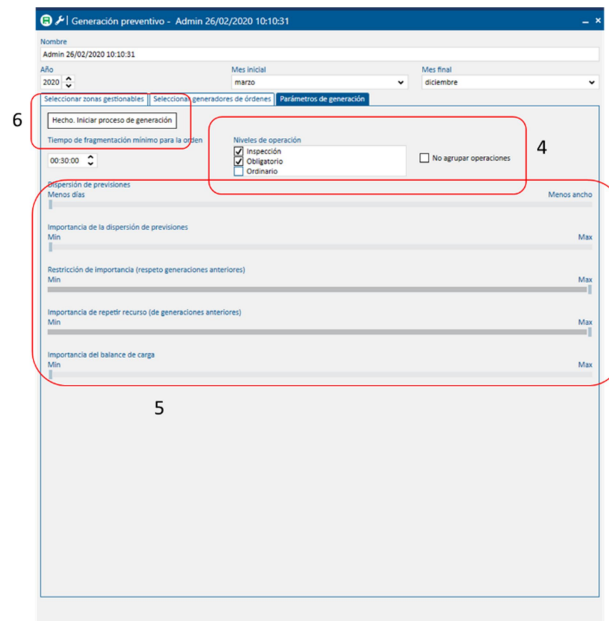 Generación preventivo - Admin 26/02/2020 10:10:31
Nombre
Admin 26/02/2020 10:10:31
Año Mes inicial Mes final
2020 marzo diciembre
Seleccionar zonas gestionables Seleccionar generadores de órdenes Parámetros de generación
6
Hecho. Iniciar proceso de generación
Tiempo de fragmentación mínimo para la orden Niveles de operación
4
00:30:00
Inspección
Obligatorio
Ordinario
No agrupar operaciones
Dispersión de previsiones
Menos días Menos ancho
Importancia de la dispersión de previsiones
Min Max
Restricción de importancia (respeto generaciones anteriores)
Min Max
Importancia de repetir recurso (de generaciones anteriores)
Min Max
Importancia del balance de carga
Min Max
5